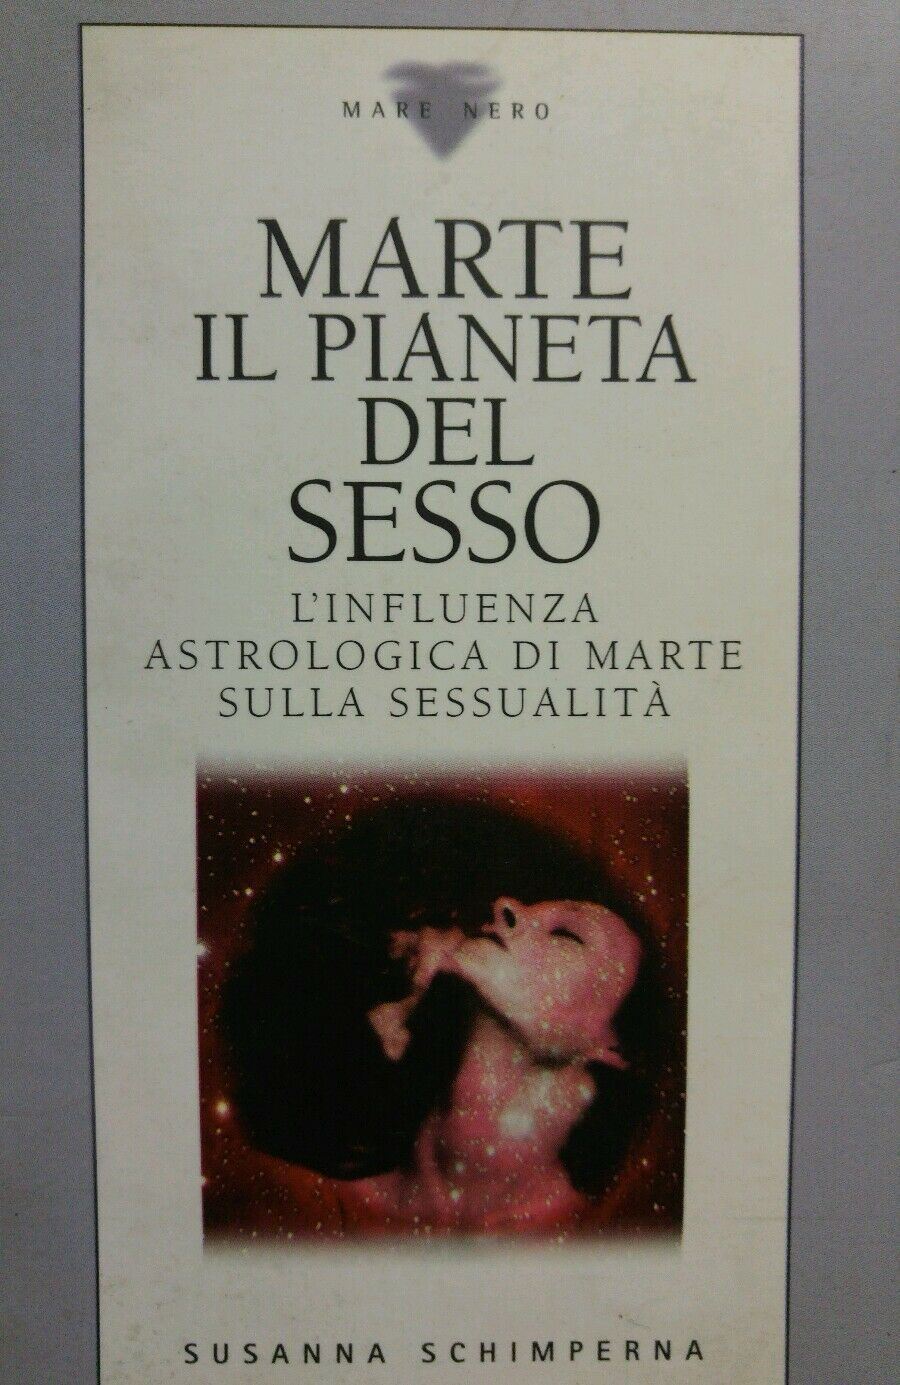 MARE NERO
MARTE
IL PIANETA
DEL
SESSO
L'INFLUENZA
ASTROLOGICA DI MARTE
SULLA SESSUALITÀ
SUSANNA SCHIMPERNA